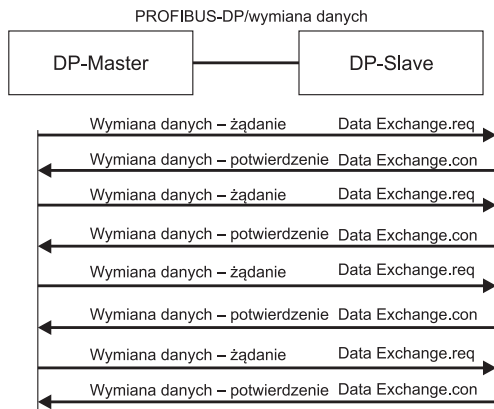 PROFIBUS-DP/wymiana danych
DP-Master DP-Slave
Wymiana danych – żądanie Data Exchange.req
Wymiana danych – potwierdzenie Data Exchange.con
Wymiana danych – żądanie Data Exchange.req
Wymiana danych – potwierdzenie Data Exchange.con
Wymiana danych – żądanie Data Exchange.req
Wymiana danych – potwierdzenie Data Exchange.con
Wymiana danych – żądanie Data Exchange.req
Wymiana danych – potwierdzenie Data Exchange.con